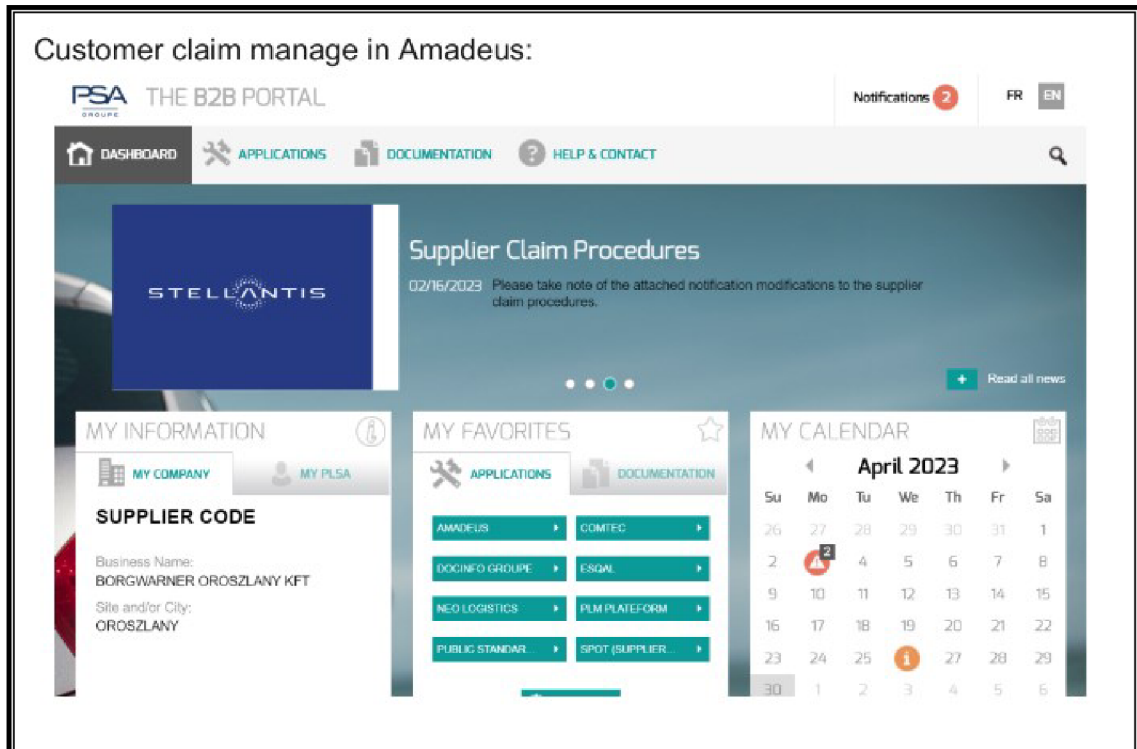 Customer claim manage in Amadeus:
PSA GROUPE THE B2B PORTAL
Notifications 2 FR EN
DASHBOARD APPLICATIONS DOCUMENTATION HELP & CONTACT
STELLANTIS
Supplier Claim Procedures
02/16/2023 Please take note of the attached notification modifications to the supplier
claim procedures.
Read all news
MY INFORMATION
MY COMPANY MY PLSA
SUPPLIER CODE
Business Name:
BORGWARNER OROSZLANY KFT
Site and/or City:
OROSZLANY
MY FAVORITES
APPLICATIONS DOCUMENTATION
AMADEUS COMTEC
DOCINFO GROUPE ESQAL
NEO LOGISTICS PLM PLATEFORM
PUBLIC STANDAR... SPOT (SUPPLIER...
MY CALENDAR
April 2023
Su Mo Tu We Th Fr Sa
26 27 28 29 30 31 1
2 2 4 5 6 7 8
9 10 11 12 13 14 15
16 17 18 19 20 21 22
23 24 25 i 27 28 29
30 1 2 3 4 5 6